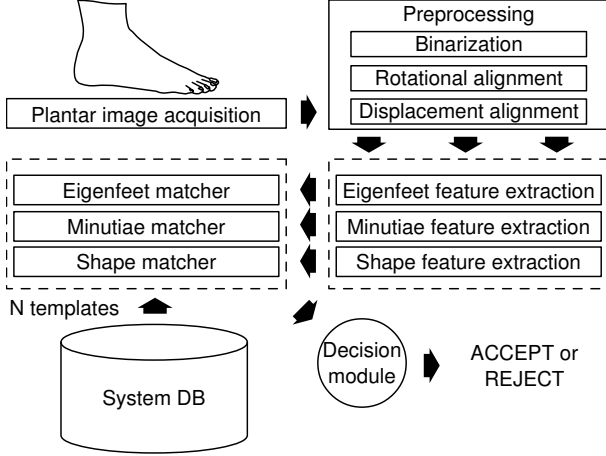 Preprocessing
Binarization
Rotational alignment
Displacement alignment
Plantar image acquisition
Eigenfeet matcher
Minutiae matcher
Shape matcher
Eigenfeet feature extraction
Minutiae feature extraction
Shape feature extraction
N templates
System DB
Decision
module
ACCEPT or
REJECT